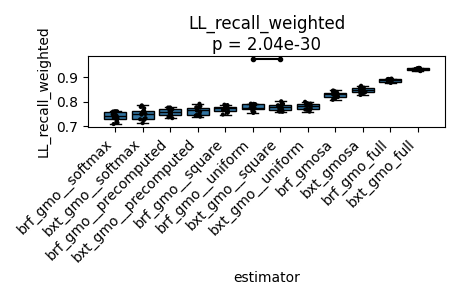 LL_recall_weighted
p = 2.04e-30
LL_recall_weighted
0.9
0.8
0.7
brf_gmo__softmax
bxt_gmo__softmax
brf_gmo__precomputed
bxt_gmo__precomputed
brf_gmo__square
brf_gmo__uniform
bxt_gmo__square
bxt_gmo__uniform
brf_gmosa
bxt_gmosa
brf_gmo_full
bxt_gmo_full
estimator